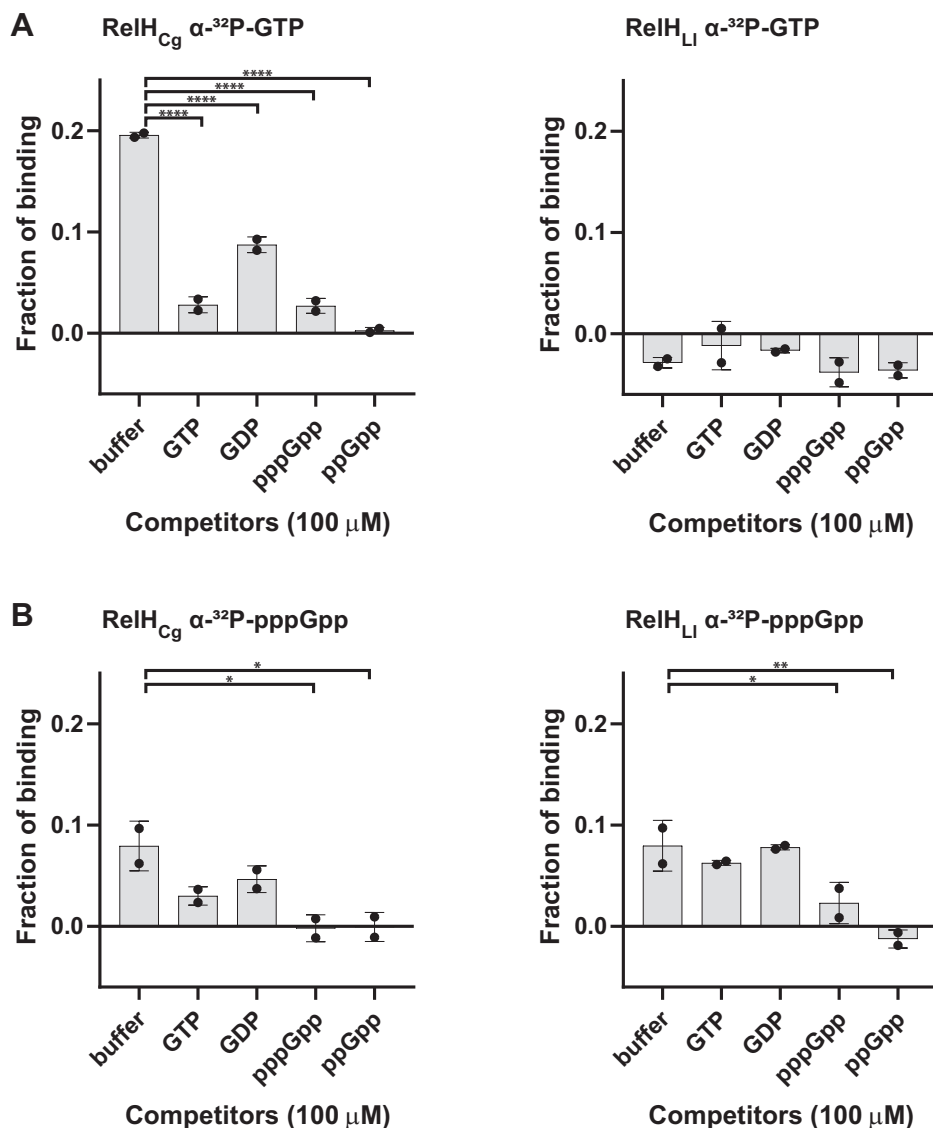 A
RelH_Cg α-³²P-GTP
****
****
****
****
Fraction of binding
0.2
0.1
0.0
buffer
GTP
GDP
pppGpp
ppGpp
Competitors (100 μM)
RelH_Ll α-³²P-GTP
Fraction of binding
0.2
0.1
0.0
buffer
GTP
GDP
pppGpp
ppGpp
Competitors (100 μM)
B
RelH_Cg α-³²P-pppGpp
*
*
Fraction of binding
0.2
0.1
0.0
buffer
GTP
GDP
pppGpp
ppGpp
Competitors (100 μM)
RelH_Ll α-³²P-pppGpp
**
*
Fraction of binding
0.2
0.1
0.0
buffer
GTP
GDP
pppGpp
ppGpp
Competitors (100 μM)